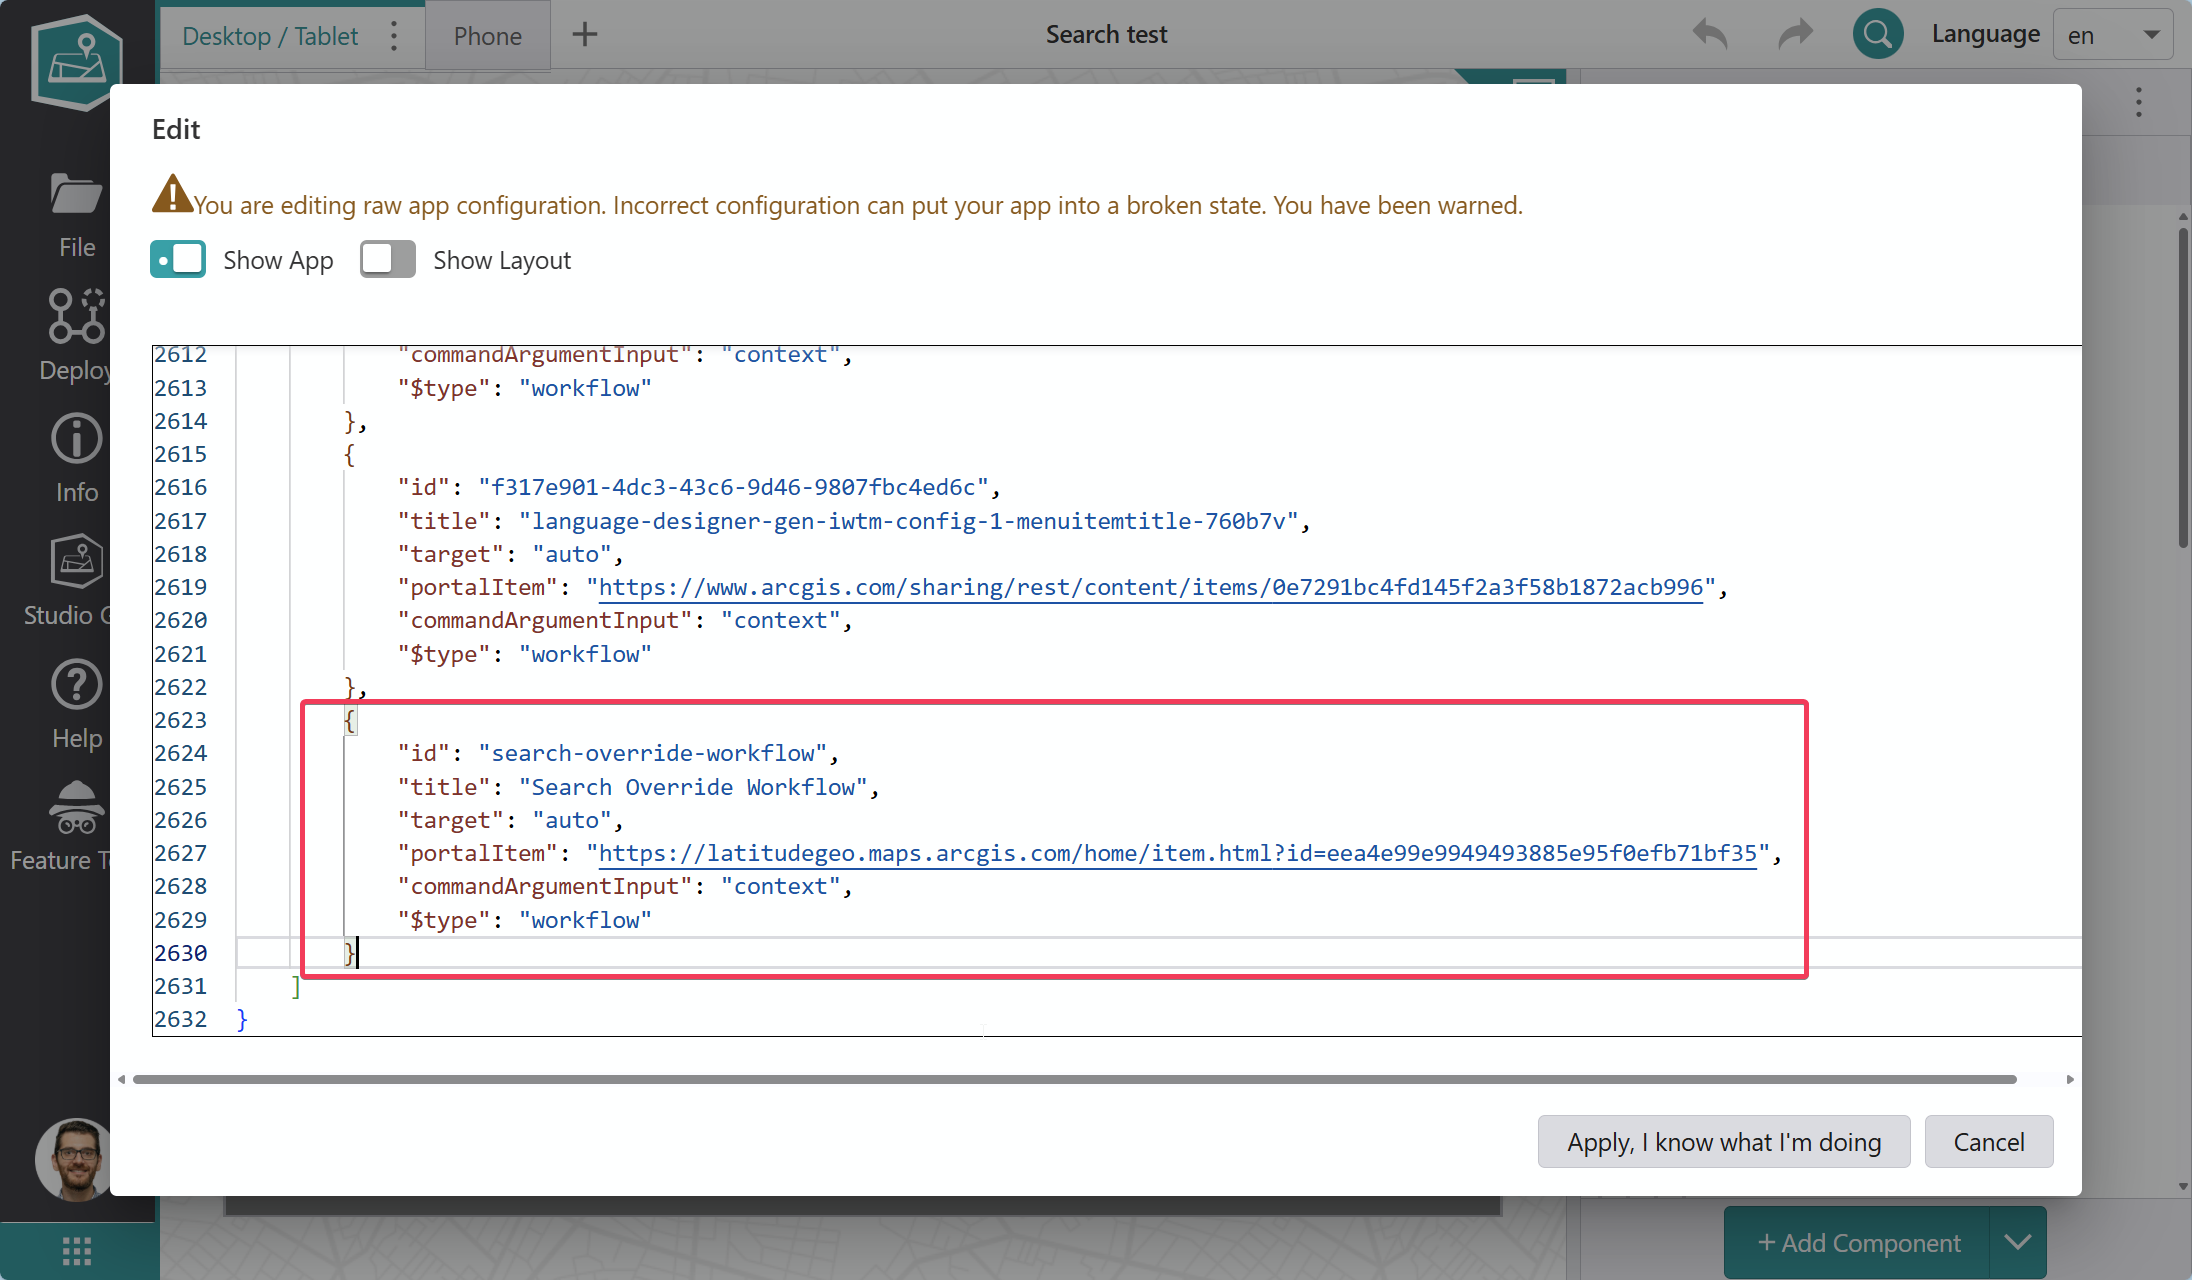 Desktop / Tablet
Phone
Search test
Language
en
File
Deploy
Info
Studio G
Help
Feature T
Edit
You are editing raw app configuration. Incorrect configuration can put your app into a broken state. You have been warned.
Show App
Show Layout
2612 "commandArgumentInput": "context",
2613 "$type": "workflow"
2614 },
2615 {
2616 "id": "f317e901-4dc3-43c6-9d46-9807fbc4ed6c",
2617 "title": "language-designer-gen-iwtm-config-1-menuitemtitle-760b7v",
2618 "target": "auto",
2619 "portalItem": "https://www.arcgis.com/sharing/rest/content/items/0e7291bc4fd145f2a3f58b1872acb996",
2620 "commandArgumentInput": "context",
2621 "$type": "workflow"
2622 },
2623 {
2624 "id": "search-override-workflow",
2625 "title": "Search Override Workflow",
2626 "target": "auto",
2627 "portalItem": "https://latitudegeo.maps.arcgis.com/home/item.html?id=eea4e99e9949493885e95f0efb71bf35",
2628 "commandArgumentInput": "context",
2629 "$type": "workflow"
2630 }
2631 ]
2632 }
Apply, I know what I'm doing
Cancel
+ Add Component